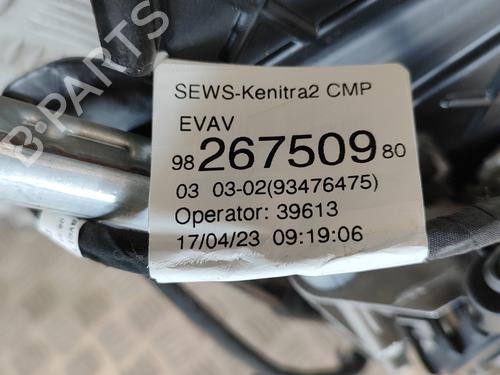 SEWS-Kenitra2 CMP
EVAV
98 267509 80
03 03-02(93476475)
Operator: 39613
17/04/23 09:19:06
B-PARTS